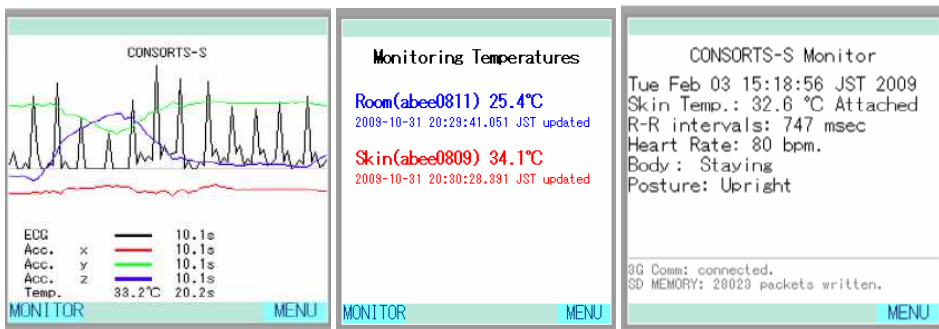 CONSORTS-S
ECG 10.1s
Acc. x 10.1s
Acc. y 10.1s
Acc. z 10.1s
Temp. 33.2℃ 20.2s
MONITOR MENU
Monitoring Temperatures
Room(abee0811) 25.4℃
2009-10-31 20:29:41.051 JST updated
Skin(abee0809) 34.1℃
2009-10-31 20:30:28.391 JST updated
MONITOR MENU
CONSORTS-S Monitor
Tue Feb 03 15:18:56 JST 2009
Skin Temp.: 32.6 ℃ Attached
R-R intervals: 747 msec
Heart Rate: 80 bpm.
Body : Staying
Posture: Upright
3G Comm: connected.
SD MEMORY: 28023 packets written.
MENU